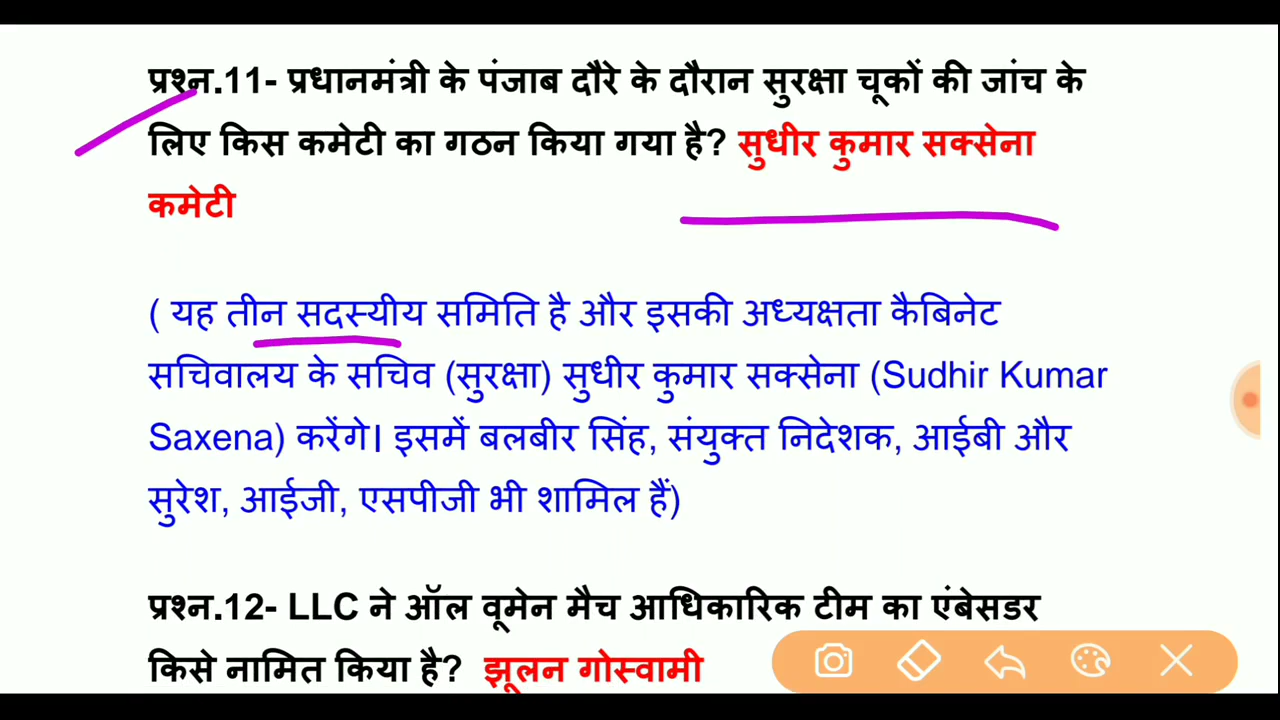 प्रश्न.11- प्रधानमंत्री के पंजाब दौरे के दौरान सुरक्षा चूकों की जांच के
लिए किस कमेटी का गठन किया गया है? सुधीर कुमार सक्सेना
कमेटी
( यह तीन सदस्यीय समिति है और इसकी अध्यक्षता कैबिनेट
सचिवालय के सचिव (सुरक्षा) सुधीर कुमार सक्सेना (Sudhir Kumar
Saxena) करेंगे। इसमें बलबीर सिंह, संयुक्त निदेशक, आईबी और
सुरेश, आईजी, एसपीजी भी शामिल हैं)
प्रश्न.12- LLC ने ऑल वूमेन मैच आधिकारिक टीम का एंबेसडर
किसे नामित किया है? झूलन गोस्वामी